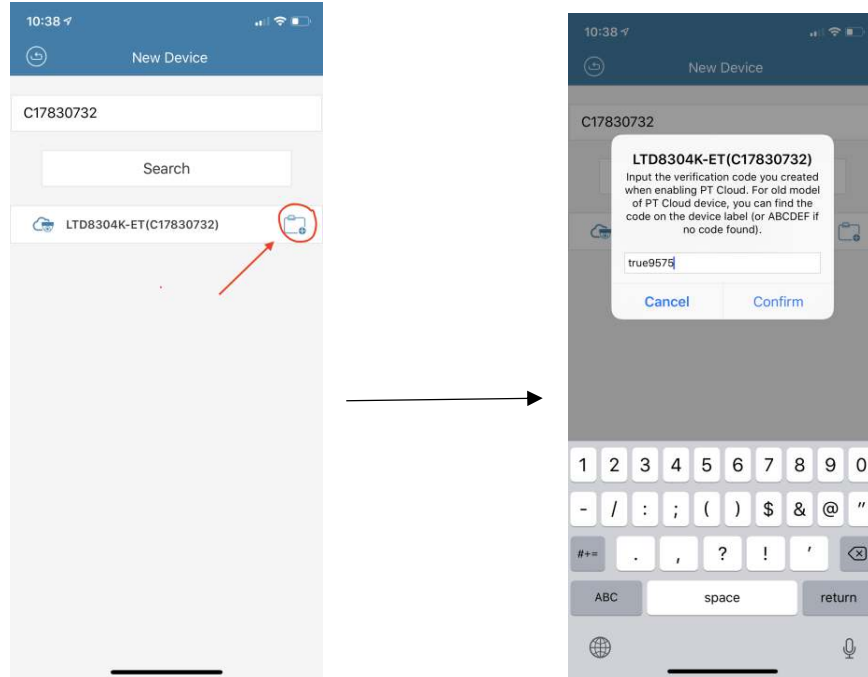 10:38
New Device
C17830732
Search
LTD8304K-ET(C17830732)
10:38
New Device
C17830732
LTD8304K-ET(C17830732)
Input the verification code you created
when enabling PT Cloud. For old model
of PT Cloud device, you can find the
code on the device label (or ABCDEF if
no code found).
true9575
Cancel Confirm
1 2 3 4 5 6 7 8 9 0
- / : ; ( ) $ & @ "
#+= . , ? ! '
ABC space return